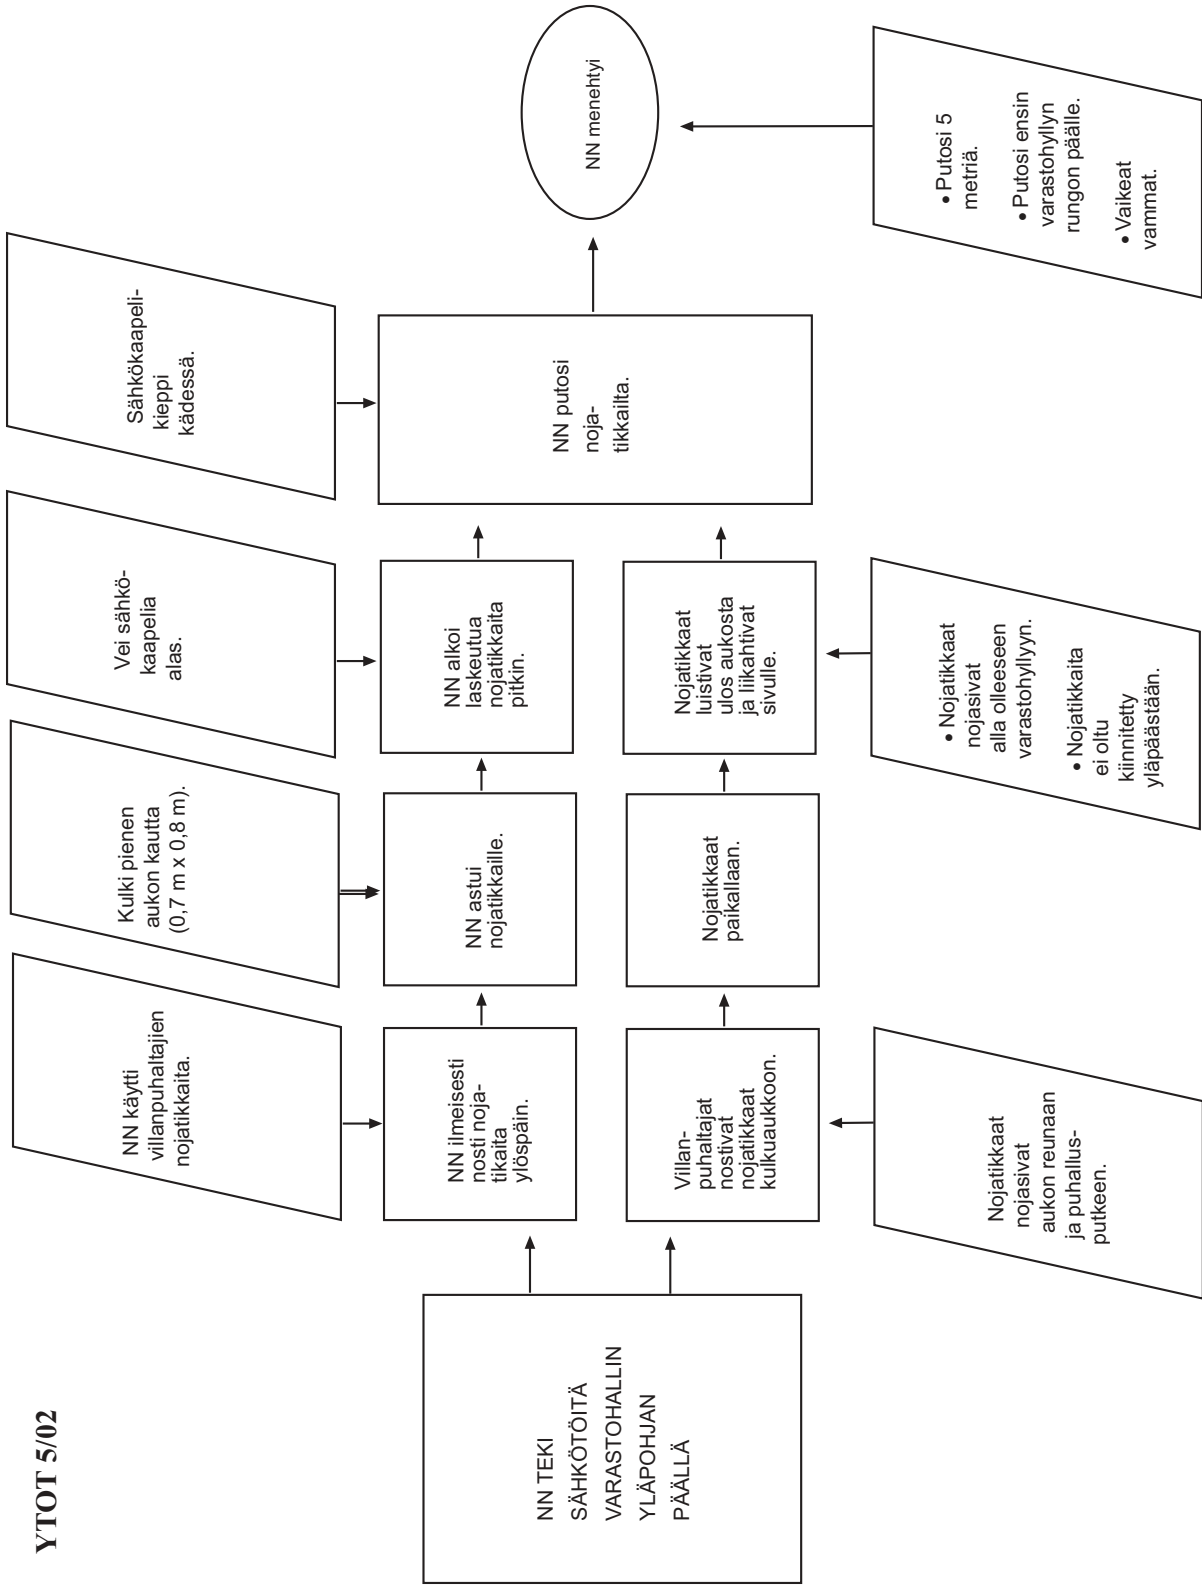 YTOT 5/02
NN TEKI
SÄHKÖTÖITÄ
VARASTOHALLIN
YLÄPOHJAN
PÄÄLLÄ
NN käytti
villanpuhaltajien
nojatikkaita.
Kulki pienen
aukon kautta
(0,7 m x 0,8 m).
Vei sähkö-
kaapelia
alas.
Sähkökaapeli-
kieppi
kädessä.
NN ilmeisesti
nosti noja-
tikaita
ylöspäin.
NN astui
nojatikkaille.
NN alkoi
laskeutua
nojatikkaita
pitkin.
NN putosi
noja-
tikkailta.
NN menehtyi
Villan-
puhaltajat
nostivat
nojatikkaat
kulkuaukkoon.
Nojatikkaat
paikallaan.
Nojatikkaat
luistivat
ulos aukosta
ja liikahtivat
sivulle.
Nojatikkaat
nojasivat
aukon reunaan
ja puhallus-
putkeen.
• Nojatikkaat
nojasivat
alla olleeseen
varastohyllyyn.
• Nojatikkaita
ei oltu
kiinnitetty
yläpäästään.
• Putosi 5
metriä.
• Putosi ensin
varastohyllyn
rungon päälle.
• Vaikeat
vammat.